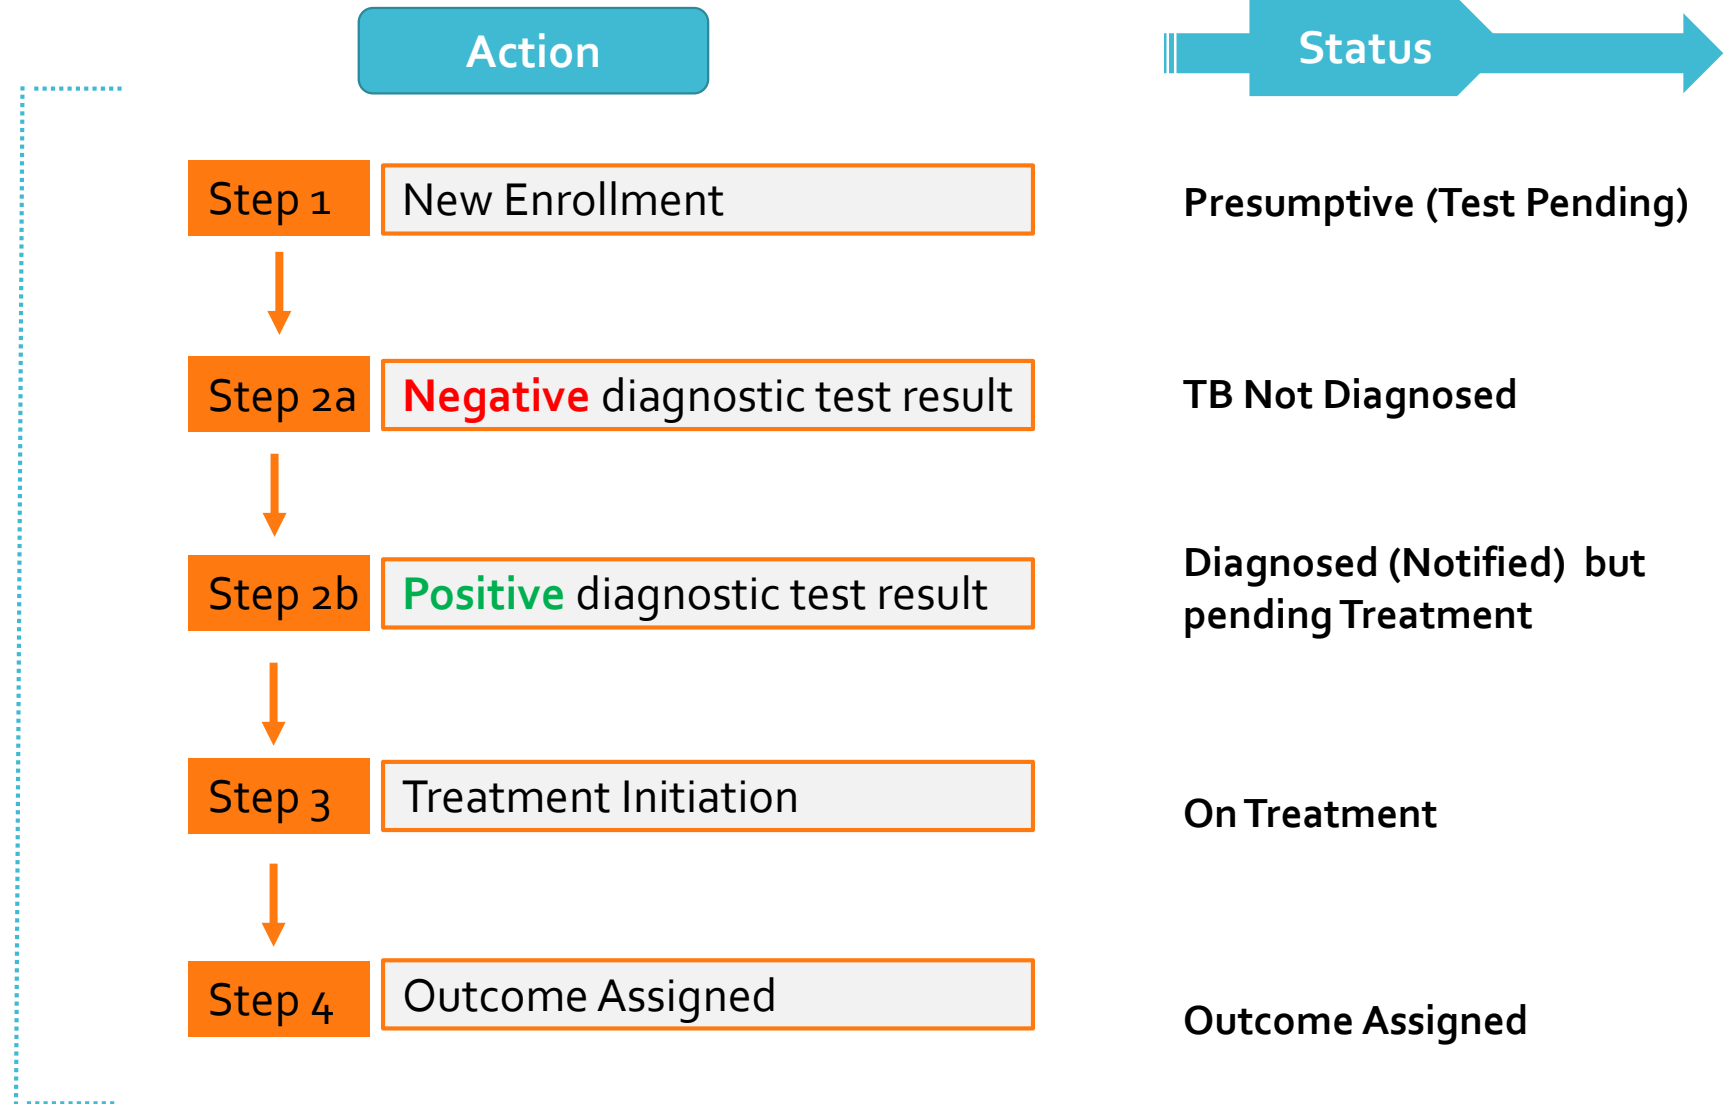 Action
Status
Step 1
New Enrollment
Presumptive (Test Pending)
Step 2a
Negative diagnostic test result
TB Not Diagnosed
Step 2b
Positive diagnostic test result
Diagnosed (Notified) but
pending Treatment
Step 3
Treatment Initiation
On Treatment
Step 4
Outcome Assigned
Outcome Assigned